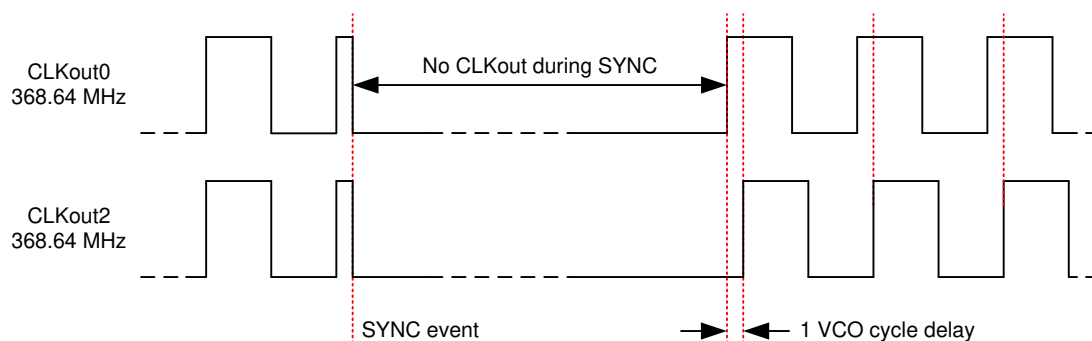 CLKout0
368.64 MHz
No CLKout during SYNC
CLKout2
368.64 MHz
SYNC event
1 VCO cycle delay